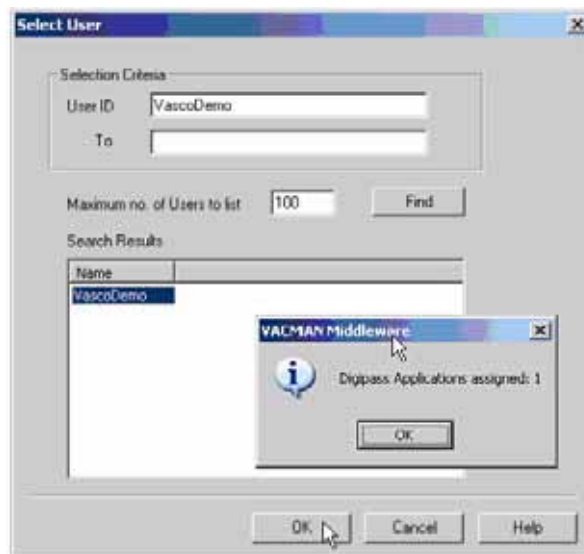 Select User
Selection Criteria
User ID VascoDemo
To
Maximum no. of Users to list 100 Find
Search Results
Name
VascoDemo
VACMAN Middleware
Digipass Applications assigned: 1
OK
OK Cancel Help